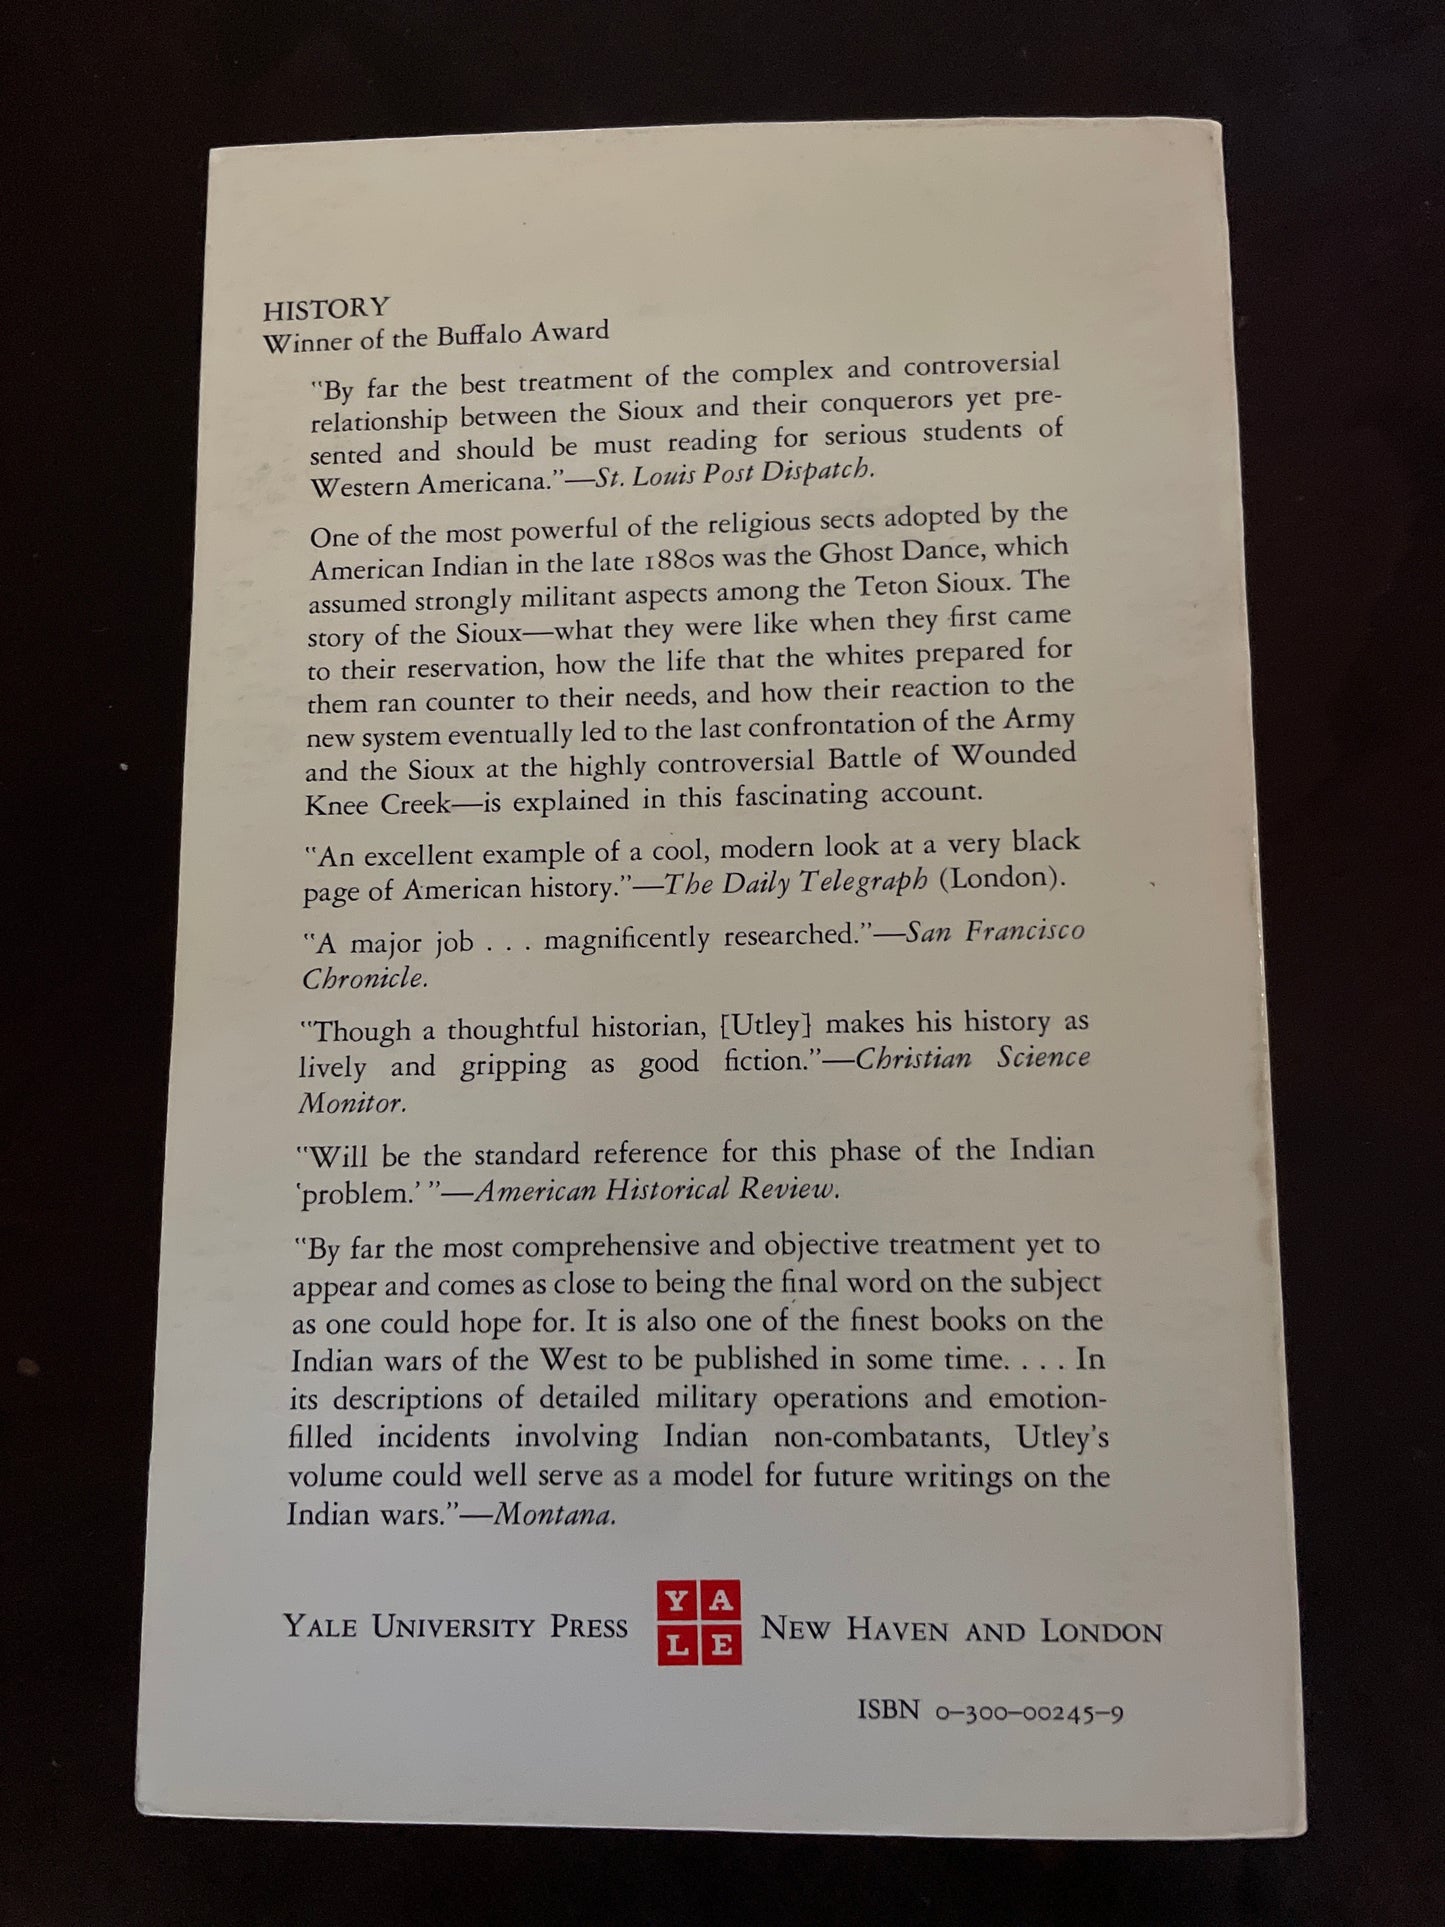 HISTORY
Winner of the Buffalo Award
"By far the best treatment of the complex and controversial
relationship between the Sioux and their conquerors yet pre-
sented and should be must reading for serious students of
Western Americana."—St. Louis Post Dispatch.
One of the most powerful of the religious sects adopted by the
American Indian in the late 1880s was the Ghost Dance, which
assumed strongly militant aspects among the Teton Sioux. The
story of the Sioux—what they were like when they first came
to their reservation, how the life that the whites prepared for
them ran counter to their needs, and how their reaction to the
new system eventually led to the last confrontation of the Army
and the Sioux at the highly controversial Battle of Wounded
Knee Creek—is explained in this fascinating account.
"An excellent example of a cool, modern look at a very black
page of American history."—The Daily Telegraph (London).
"A major job . . . magnificently researched."—San Francisco
Chronicle.
"Though a thoughtful historian, [Utley] makes his history as
lively and gripping as good fiction."—Christian Science
Monitor.
"Will be the standard reference for this phase of the Indian
'problem.' "—American Historical Review.
"By far the most comprehensive and objective treatment yet to
appear and comes as close to being the final word on the subject
as one could hope for. It is also one of the finest books on the
Indian wars of the West to be published in some time. . . . In
its descriptions of detailed military operations and emotion-
filled incidents involving Indian non-combatants, Utley's
volume could well serve as a model for future writings on the
Indian wars."—Montana.
YALE UNIVERSITY PRESS YALE NEW HAVEN AND LONDON
ISBN 0–300–00245–9